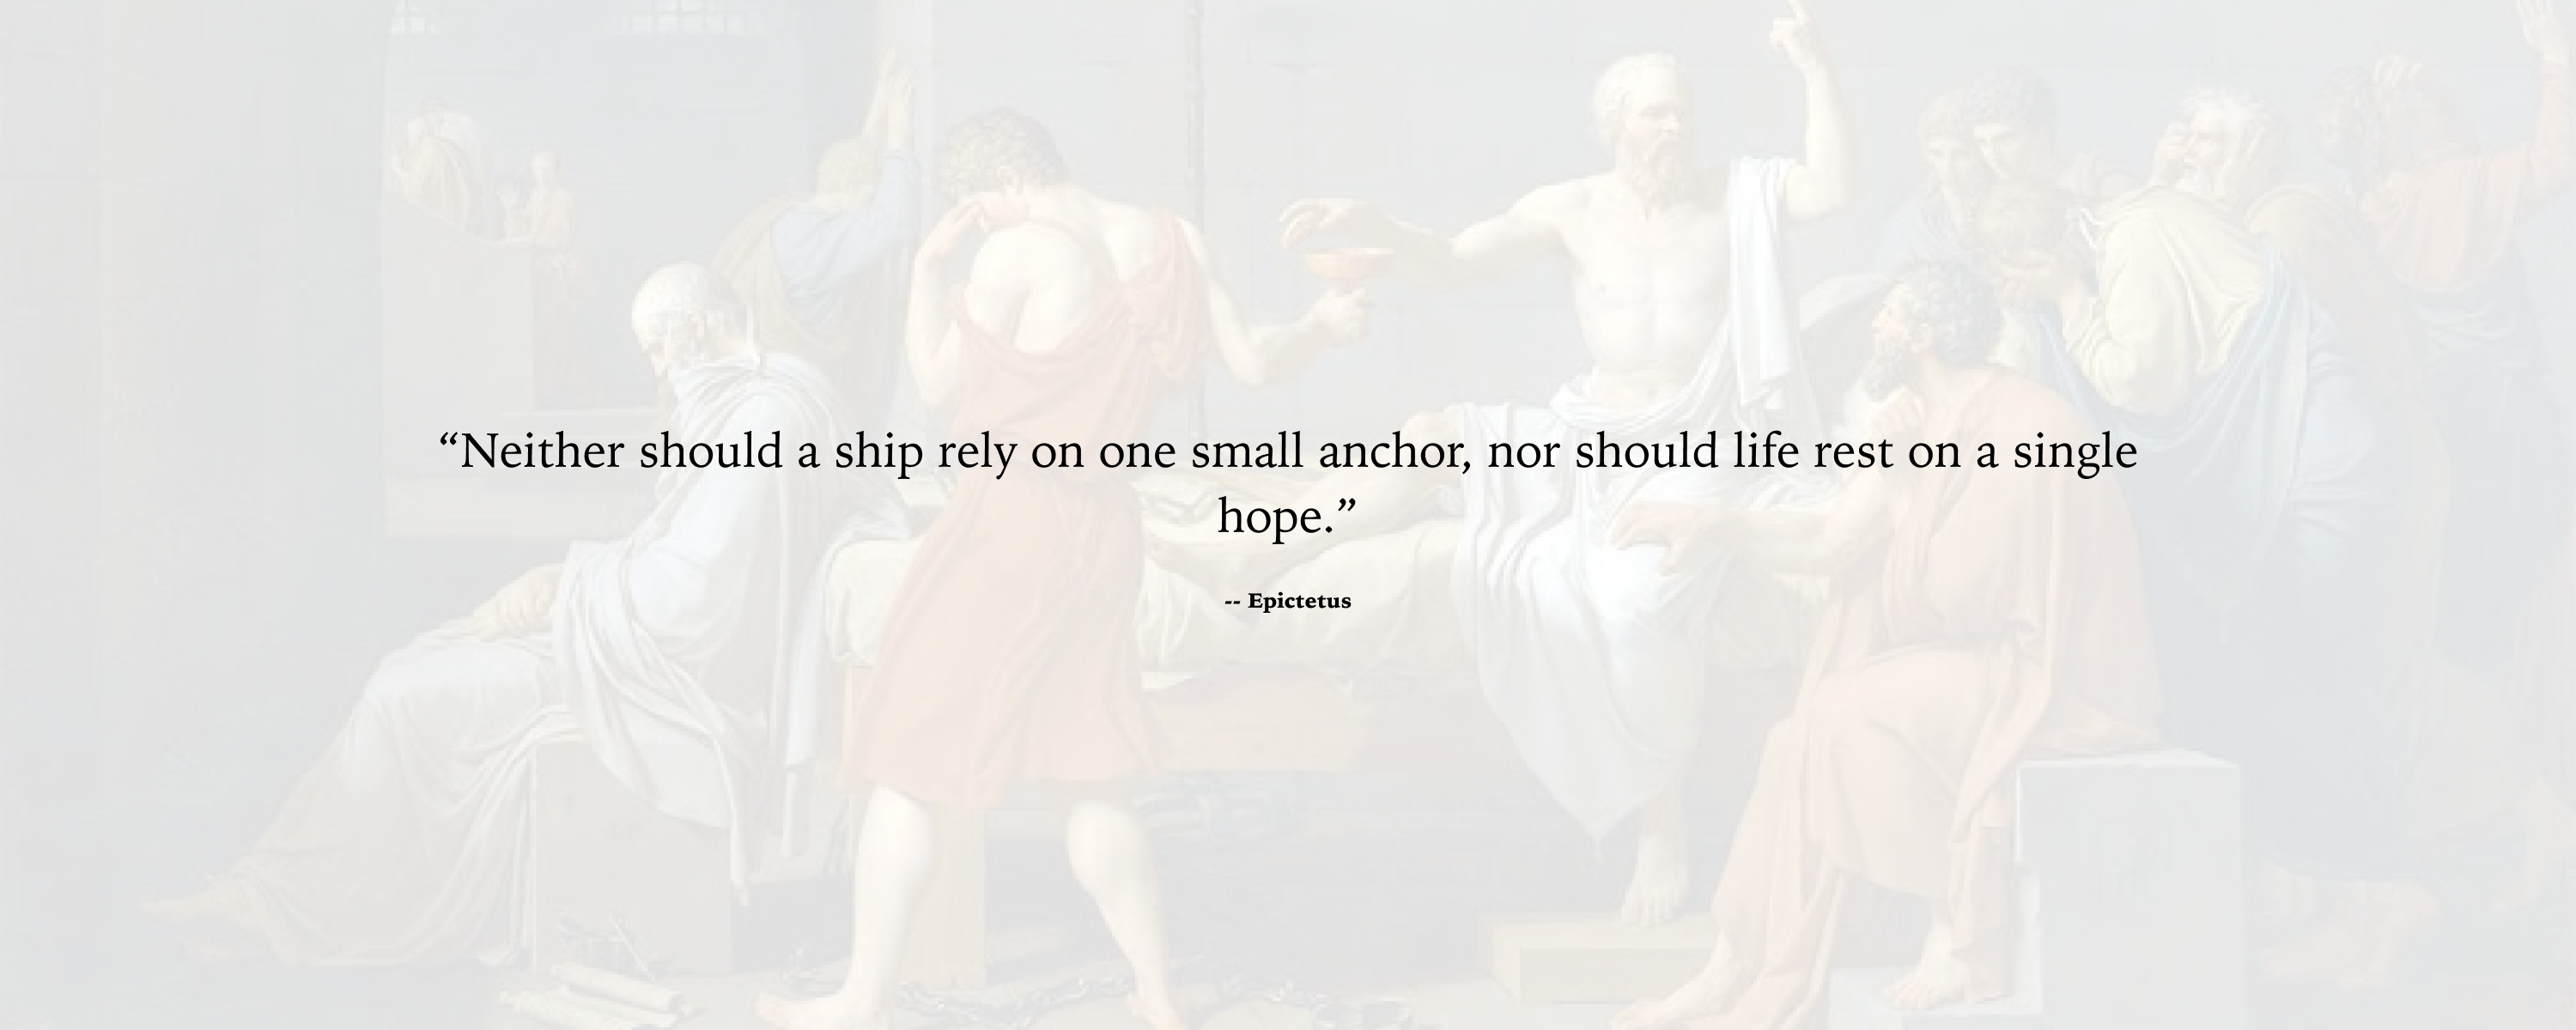 “Neither should a ship rely on one small anchor, nor should life rest on a single
hope.”
-- Epictetus